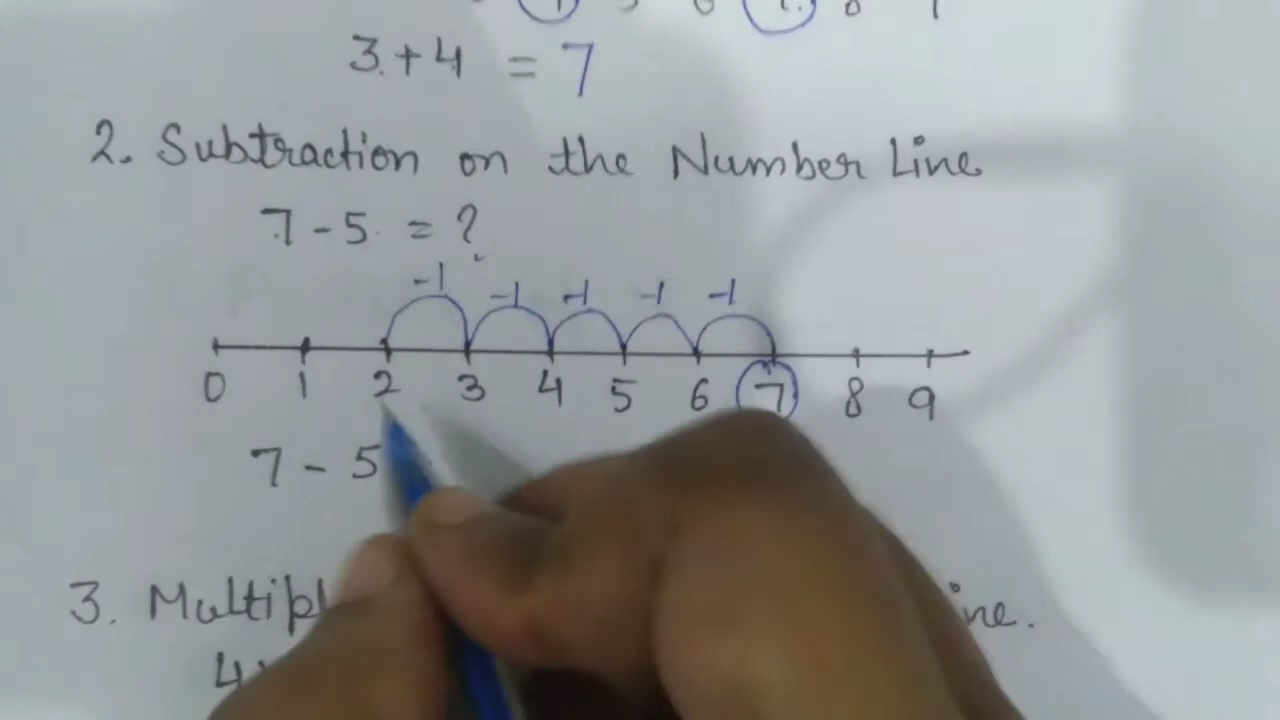 3+4 = 7
2. Subtraction on the Number Line
7-5 = ?
-1 -1 -1 -1 -1
0 1 2 3 4 5 6 7 8 9
7 - 5
3.